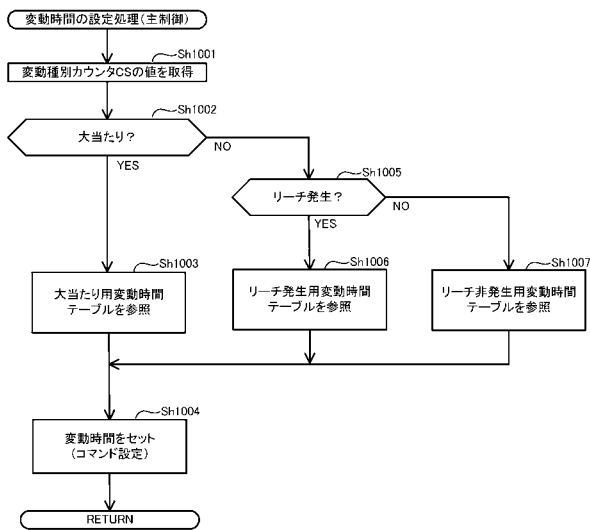 変動時間の設定処理(主制御)
Sh1001
変動種別カウンタCSの値を取得
Sh1002
大当たり？
NO
YES
Sh1005
リーチ発生？
NO
YES
Sh1003
大当たり用変動時間
テーブルを参照
Sh1006
リーチ発生用変動時間
テーブルを参照
Sh1007
リーチ非発生用変動時間
テーブルを参照
Sh1004
変動時間をセット
(コマンド設定)
RETURN